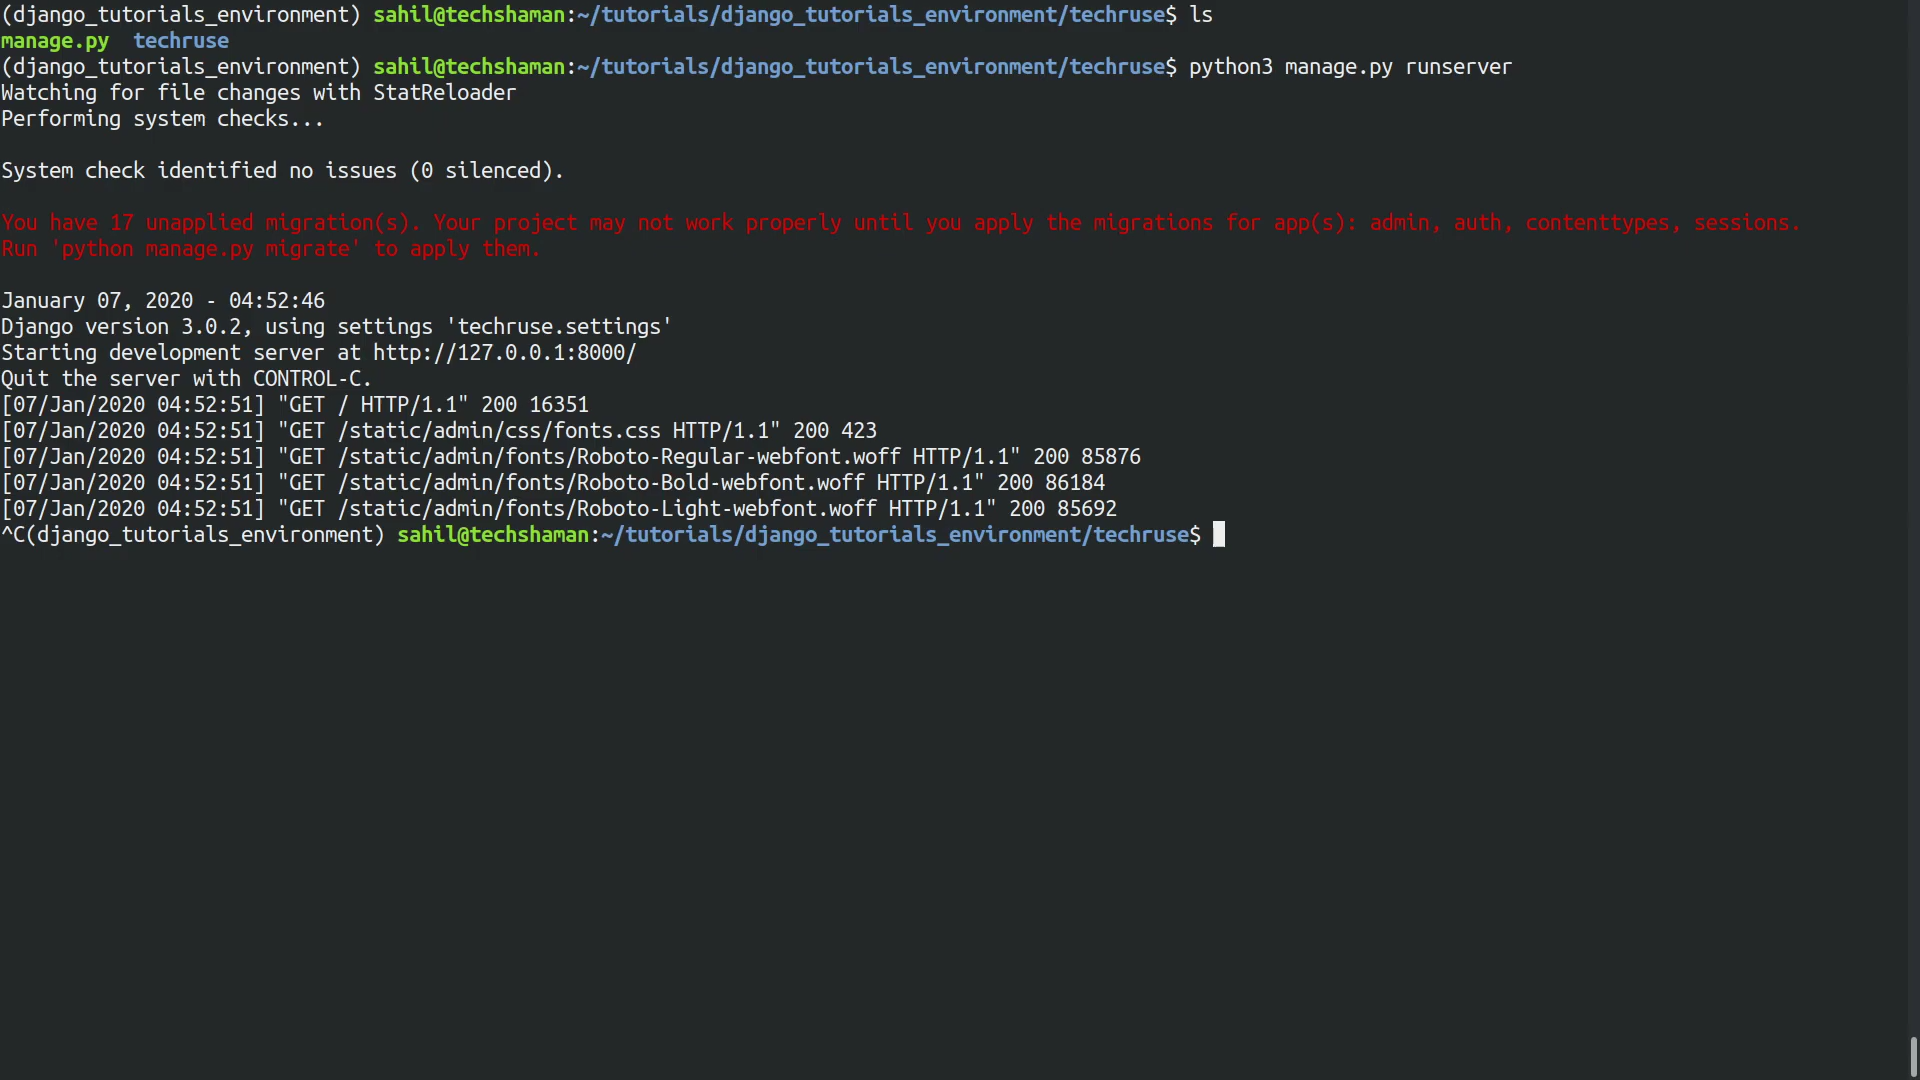 (django_tutorials_environment) sahil@techshaman:~/tutorials/django_tutorials_environment/techruse$ ls
manage.py  techruse
(django_tutorials_environment) sahil@techshaman:~/tutorials/django_tutorials_environment/techruse$ python3 manage.py runserver
Watching for file changes with StatReloader
Performing system checks...
System check identified no issues (0 silenced).
You have 17 unapplied migration(s). Your project may not work properly until you apply the migrations for app(s): admin, auth, contenttypes, sessions.
Run 'python manage.py migrate' to apply them.
January 07, 2020 - 04:52:46
Django version 3.0.2, using settings 'techruse.settings'
Starting development server at http://127.0.0.1:8000/
Quit the server with CONTROL-C.
[07/Jan/2020 04:52:51] "GET / HTTP/1.1" 200 16351
[07/Jan/2020 04:52:51] "GET /static/admin/css/fonts.css HTTP/1.1" 200 423
[07/Jan/2020 04:52:51] "GET /static/admin/fonts/Roboto-Regular-webfont.woff HTTP/1.1" 200 85876
[07/Jan/2020 04:52:51] "GET /static/admin/fonts/Roboto-Bold-webfont.woff HTTP/1.1" 200 86184
[07/Jan/2020 04:52:51] "GET /static/admin/fonts/Roboto-Light-webfont.woff HTTP/1.1" 200 85692
^C(django_tutorials_environment) sahil@techshaman:~/tutorials/django_tutorials_environment/techruse$